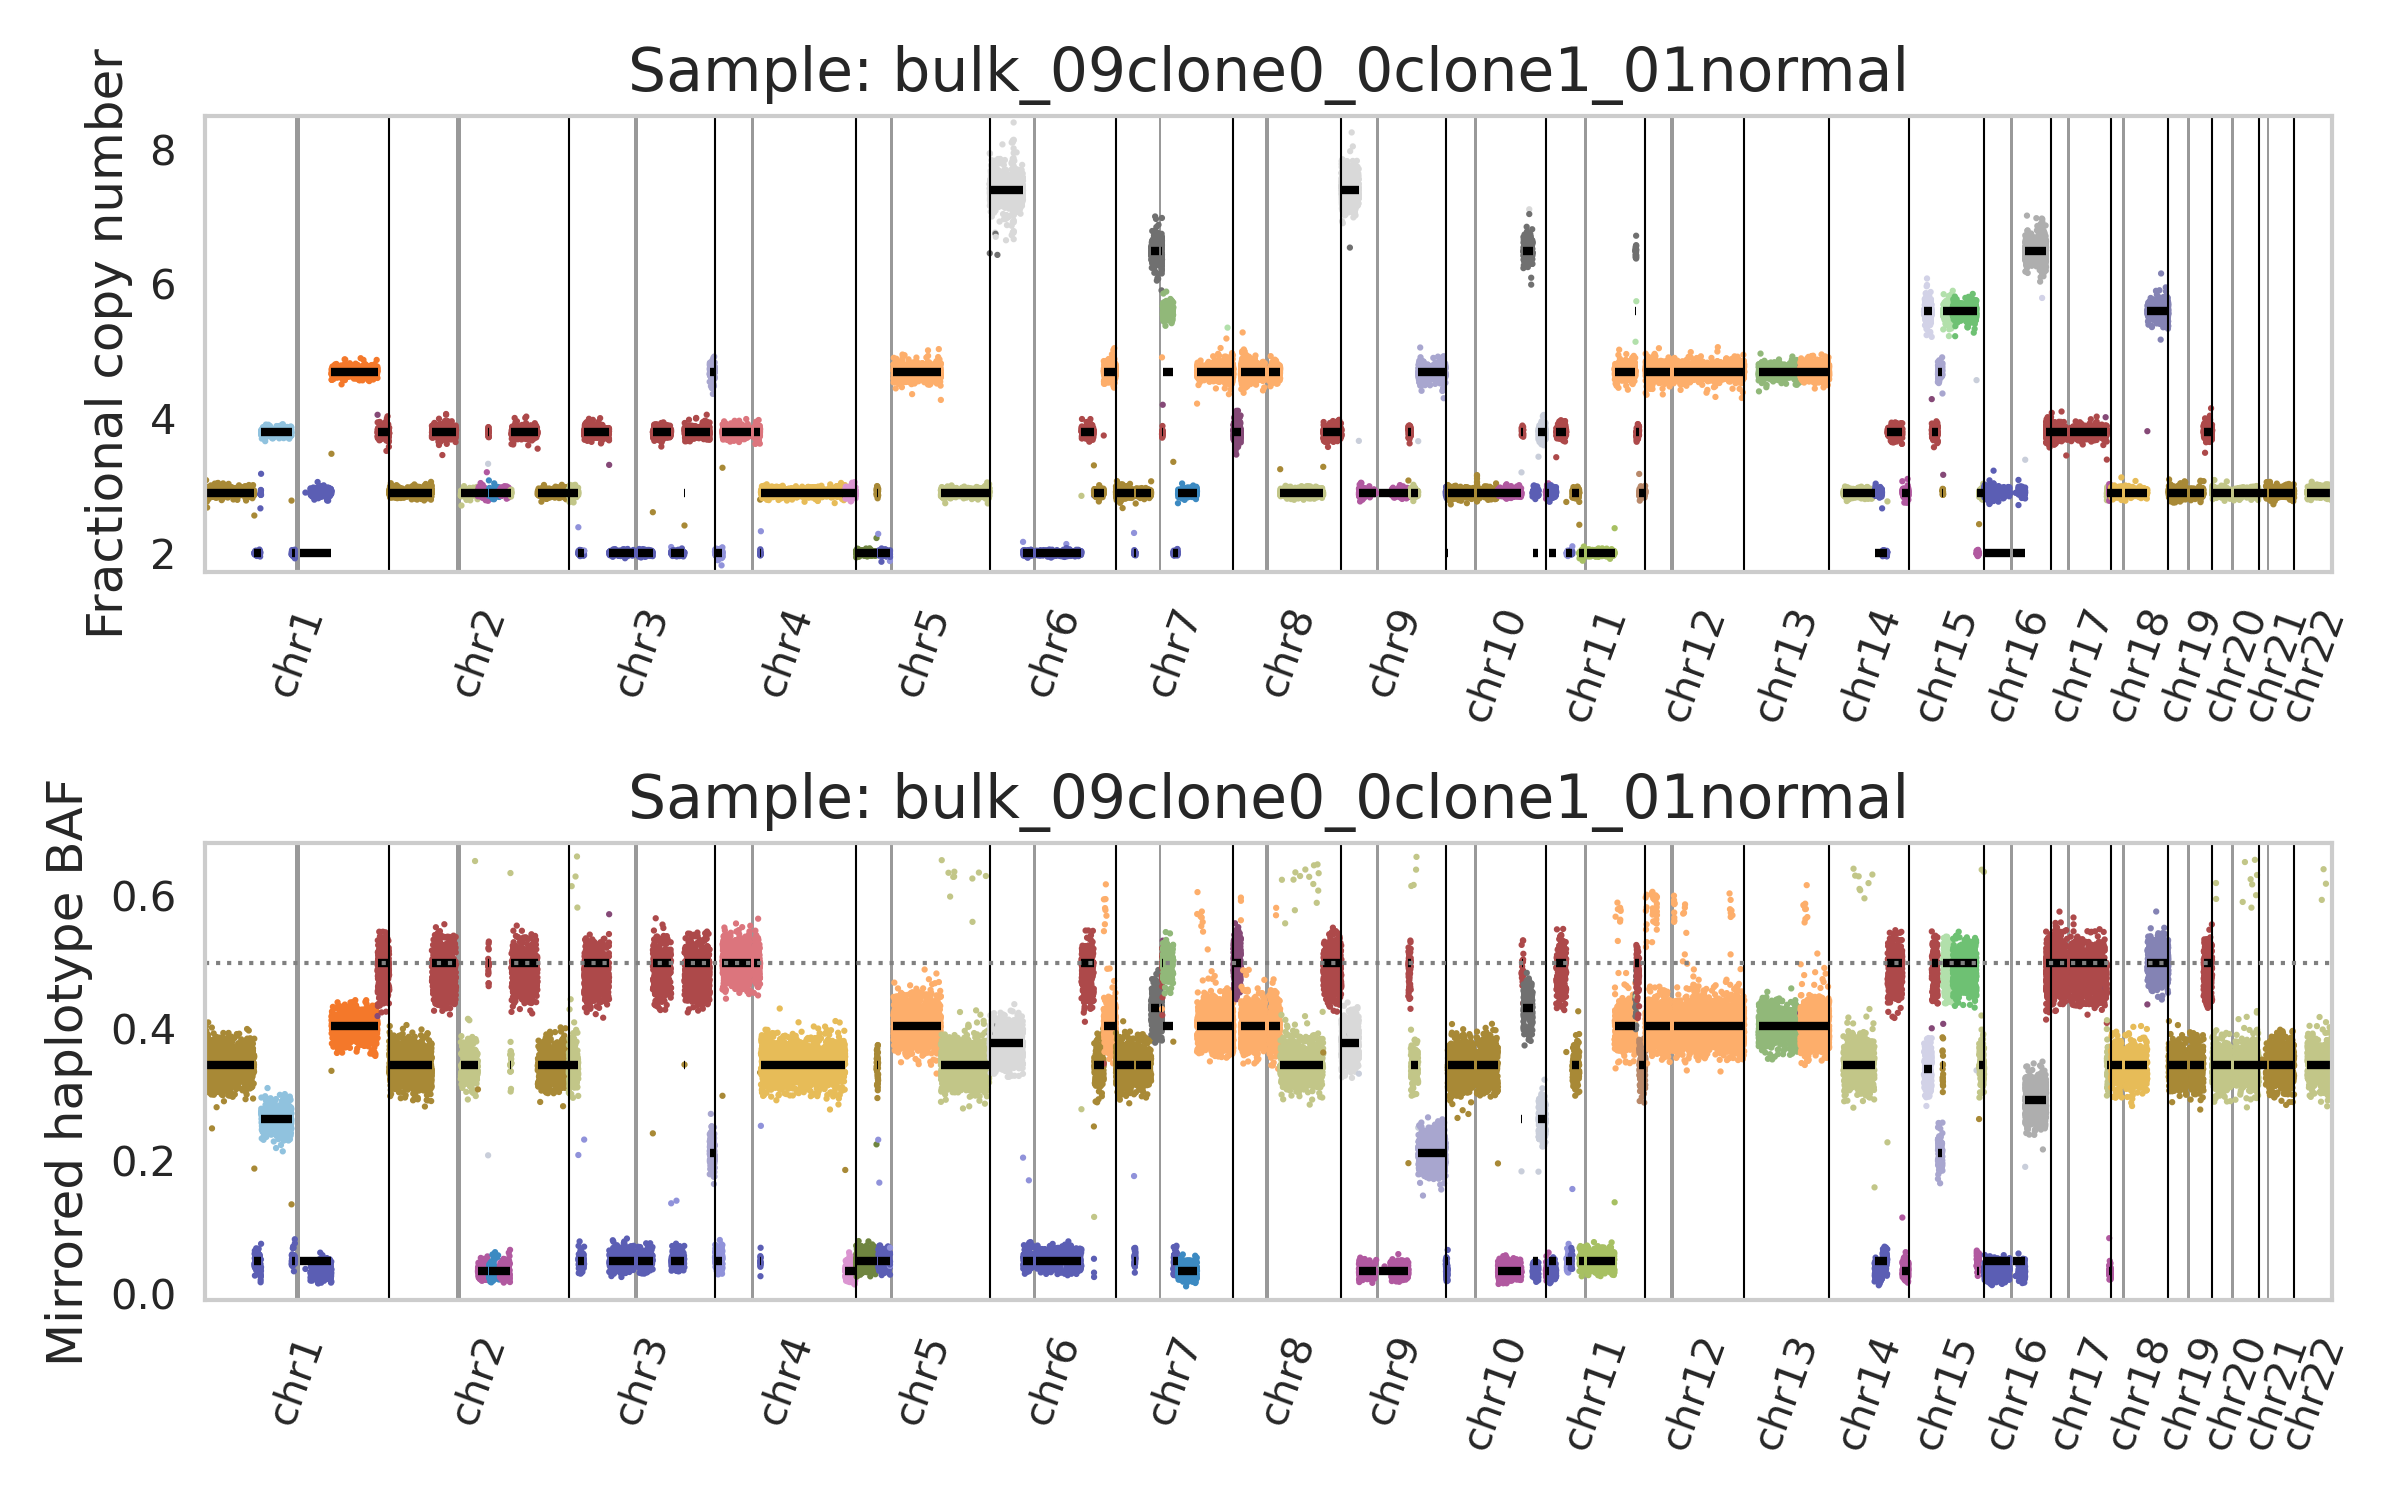 Sample: bulk_09clone0_0clone1_01normal
Fractional copy number
8
6
4
2
chr1
chr2
chr3
chr4
chr5
chr6
chr7
chr8
chr9
chr10
chr11
chr12
chr13
chr14
chr15
chr16
chr17
chr18
chr19
chr20
chr21
chr22
Sample: bulk_09clone0_0clone1_01normal
Mirrored haplotype BAF
0.6
0.4
0.2
0.0
chr1
chr2
chr3
chr4
chr5
chr6
chr7
chr8
chr9
chr10
chr11
chr12
chr13
chr14
chr15
chr16
chr17
chr18
chr19
chr20
chr21
chr22